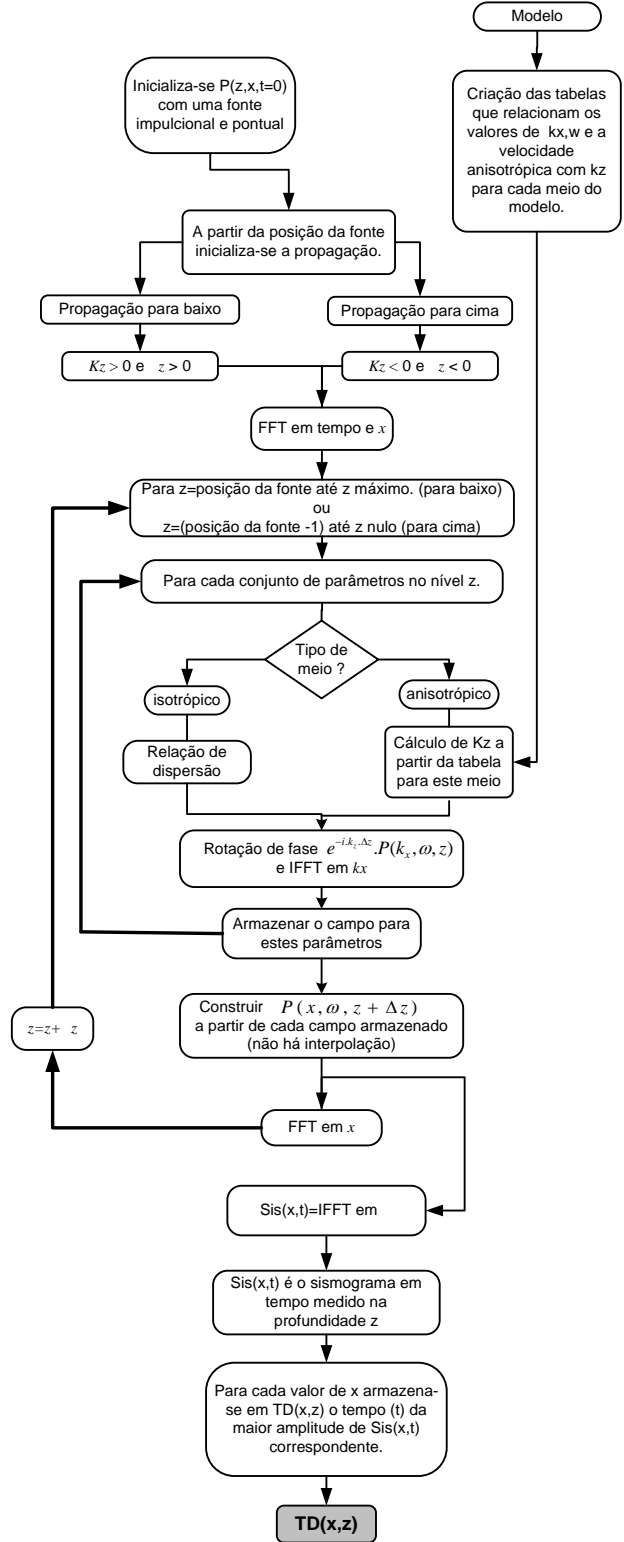 Modelo
Inicializa-se P(z,x,t=0)
com uma fonte
impulcional e pontual
Criação das tabelas
que relacionam os
valores de kx,w e a
velocidade
anisotrópica com kz
para cada meio do
modelo.
A partir da posição da fonte
inicializa-se a propagação.
Propagação para baixo
Propagação para cima
Kz > 0 e z > 0
Kz < 0 e z < 0
FFT em tempo e x
Para z=posição da fonte até z máximo. (para baixo)
ou
z=(posição da fonte -1) até z nulo (para cima)
Para cada conjunto de parâmetros no nível z.
Tipo de
meio ?
isotrópico
anisotrópico
Relação de
dispersão
Cálculo de Kz a
partir da tabela
para este meio
Rotação de fase e^{-i.k_z.Δz}.P(k_x,ω,z)
e IFFT em kx
Armazenar o campo para
estes parâmetros
Construir P(x,ω,z+Δz)
a partir de cada campo armazenado
(não há interpolação)
z=z+ z
FFT em x
Sis(x,t)=IFFT em
Sis(x,t) é o sismograma em
tempo medido na
profundidade z
Para cada valor de x armazena-
se em TD(x,z) o tempo (t) da
maior amplitude de Sis(x,t)
correspondente.
TD(x,z)